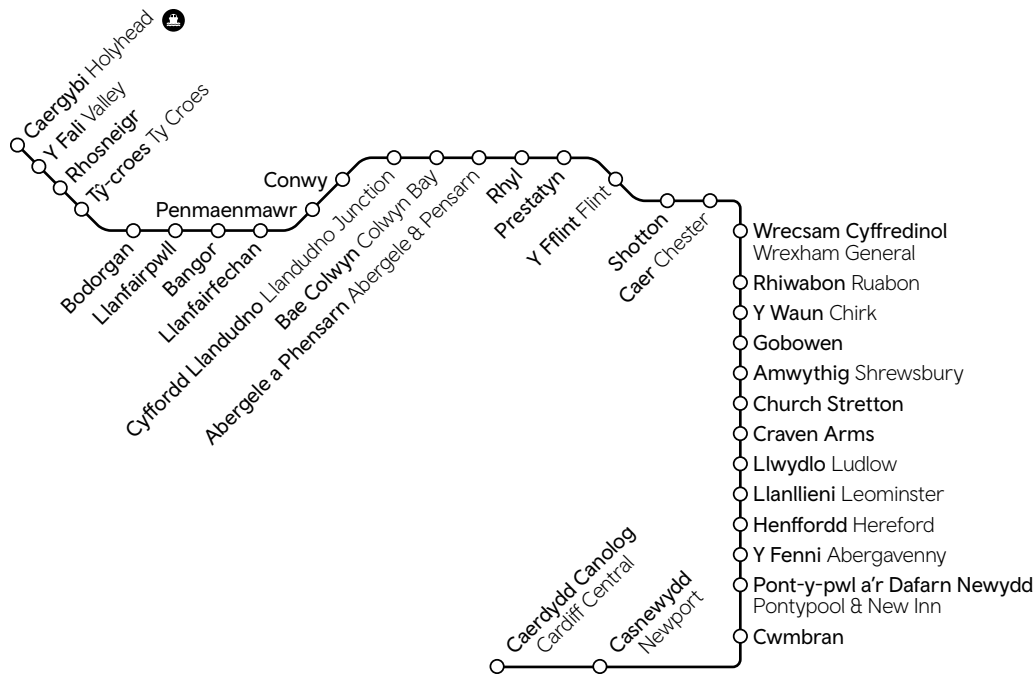 Caergybi Holyhead
Y Fali Valley
Rhosneigr
Tŷ-croes Ty Croes
Bodorgan
Llanfairpwll
Bangor
Llanfairfechan
Penmaenmawr
Conwy
Cyffordd Llandudno Llandudno Junction
Bae Colwyn Colwyn Bay
Abergele a Phensarn Abergele & Pensarn
Rhyl
Prestatyn
Y Fflint Flint
Shotton
Caer Chester
Wrecsam Cyffredinol
Wrexham General
Rhiwabon Ruabon
Y Waun Chirk
Gobowen
Amwythig Shrewsbury
Church Stretton
Craven Arms
Llwydlo Ludlow
Llanllieni Leominster
Henffordd Hereford
Y Fenni Abergavenny
Pont-y-pwl a'r Dafarn Newydd
Pontypool & New Inn
Cwmbran
Casnewydd
Newport
Caerdydd Canolog
Cardiff Central